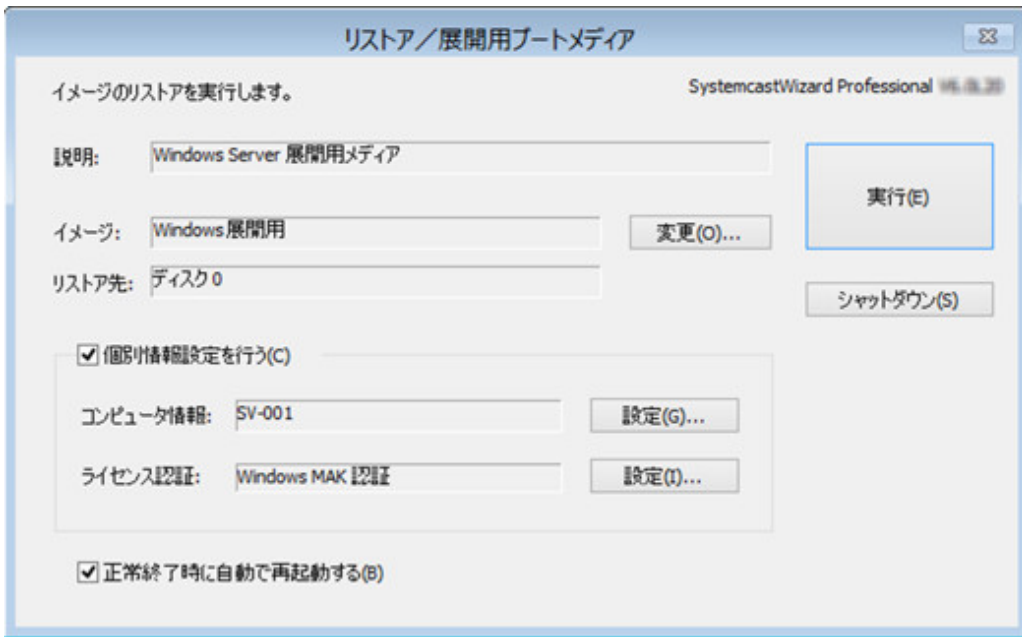 リストア／展開用ブートメディア
イメージのリストアを実行します。
SystemcastWizard Professional
説明: Windows Server 展開用メディア
実行(E)
イメージ: Windows展開用 変更(O)...
リストア先: ディスク 0
シャットダウン(S)
個別情報設定を行う(C)
コンピュータ情報: SV-001 設定(G)...
ライセンス認証: Windows MAK 認証 設定(I)...
正常終了時に自動で再起動する(B)